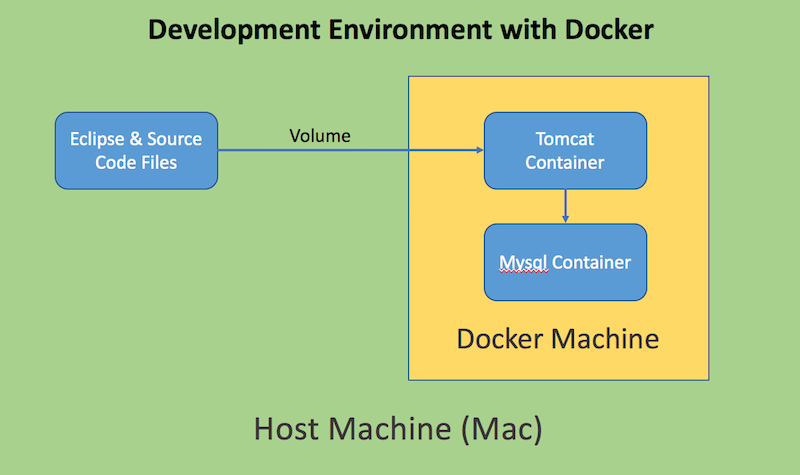 Development Environment with Docker
Eclipse & Source
Code Files
Volume
Tomcat
Container
Mysql Container
Docker Machine
Host Machine (Mac)